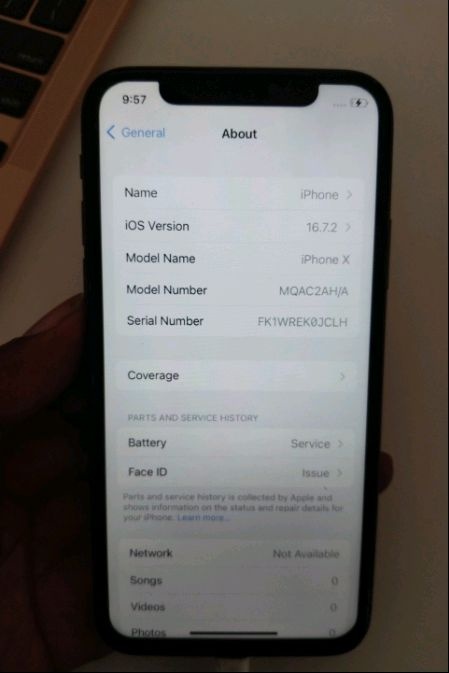 9:57
General
About
Name iPhone
iOS Version 16.7.2
Model Name iPhone X
Model Number MQAC2AH/A
Serial Number FK1WREK0JCLH
Coverage
PARTS AND SERVICE HISTORY
Battery Service
Face ID Issue
Parts and service history is collected by Apple and
shows information on the status and repair details for
your iPhone. Learn more...
Network Not Available
Songs 0
Videos 0
Photos 0